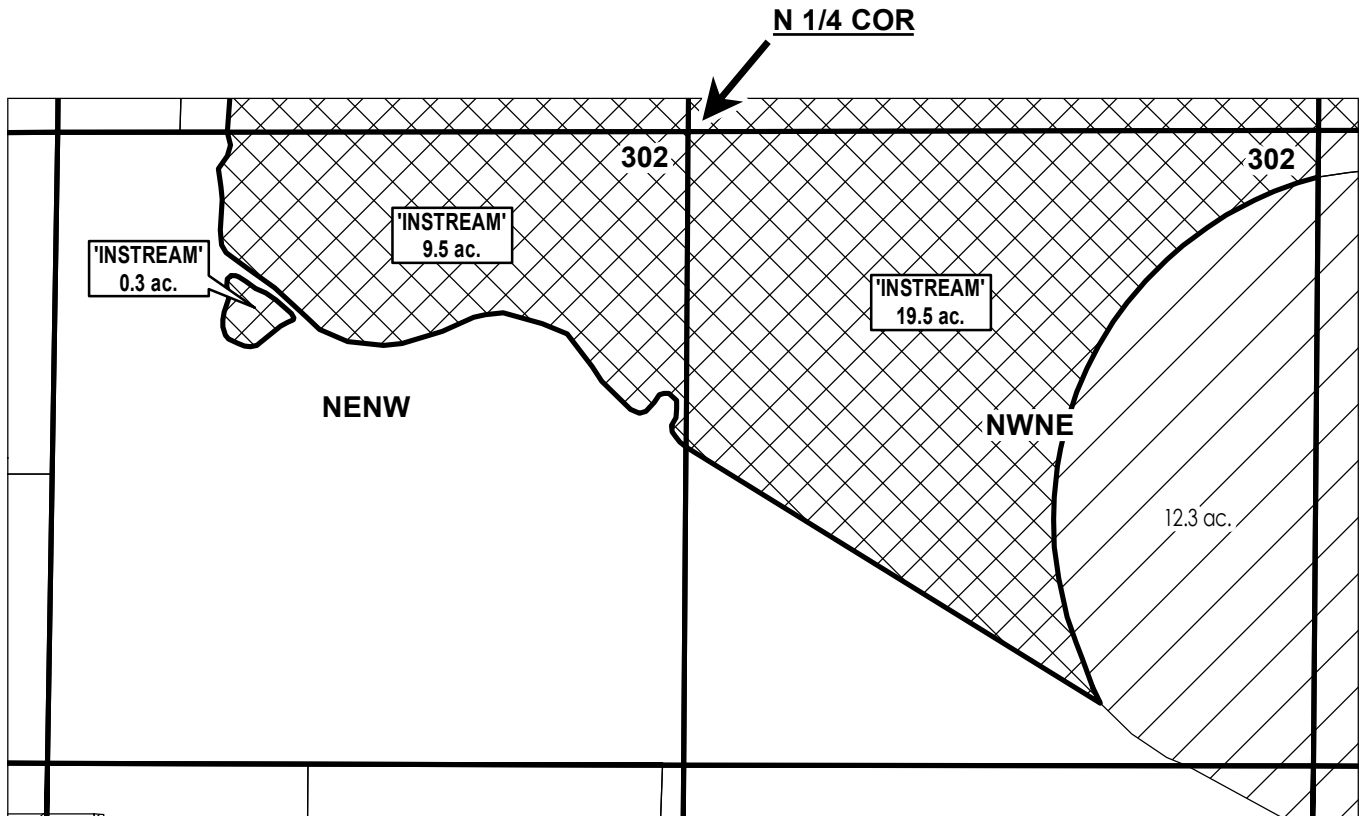 N 1/4 COR
302
302
'INSTREAM'
9.5 ac.
'INSTREAM'
0.3 ac.
'INSTREAM'
19.5 ac.
NENW
NWNE
12.3 ac.